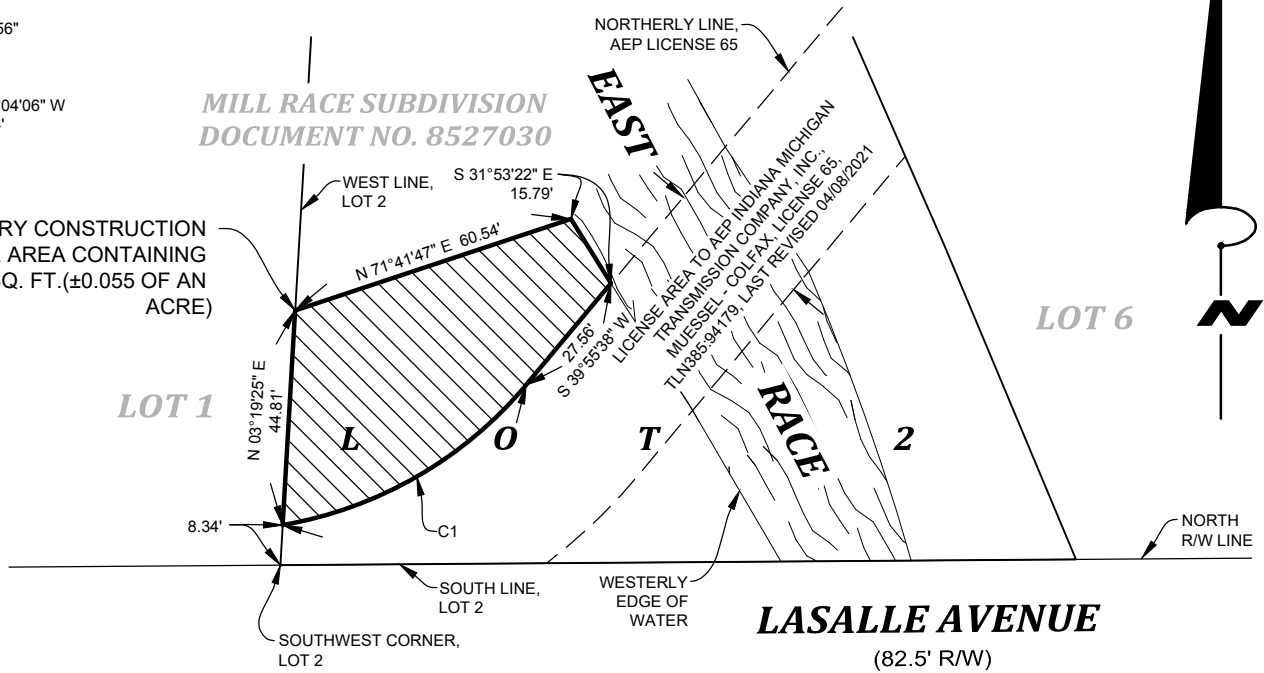 56"
04'06" W
NORTHERLY LINE,
AEP LICENSE 65
MILL RACE SUBDIVISION
DOCUMENT NO. 8527030
EAST
WEST LINE,
LOT 2
S 31°53'22" E
15.79'
RY CONSTRUCTION
AREA CONTAINING
SQ. FT.(±0.055 OF AN
ACRE)
N 71°41'47" E 60.54'
LICENSE AREA TO AEP INDIANA MICHIGAN
TRANSMISSION COMPANY, INC.,
MUESSEL - COLFAX, LICENSE 65,
TLN385:94179, LAST REVISED 04/08/2021
27.56'
S 39°55'38" W
N 03°19'25" E
44.81'
LOT 1
LOT 6
N
L O T 2
RACE
8.34'
C1
SOUTH LINE,
LOT 2
SOUTHWEST CORNER,
LOT 2
WESTERLY
EDGE OF
WATER
NORTH
R/W LINE
LASALLE AVENUE
(82.5' R/W)